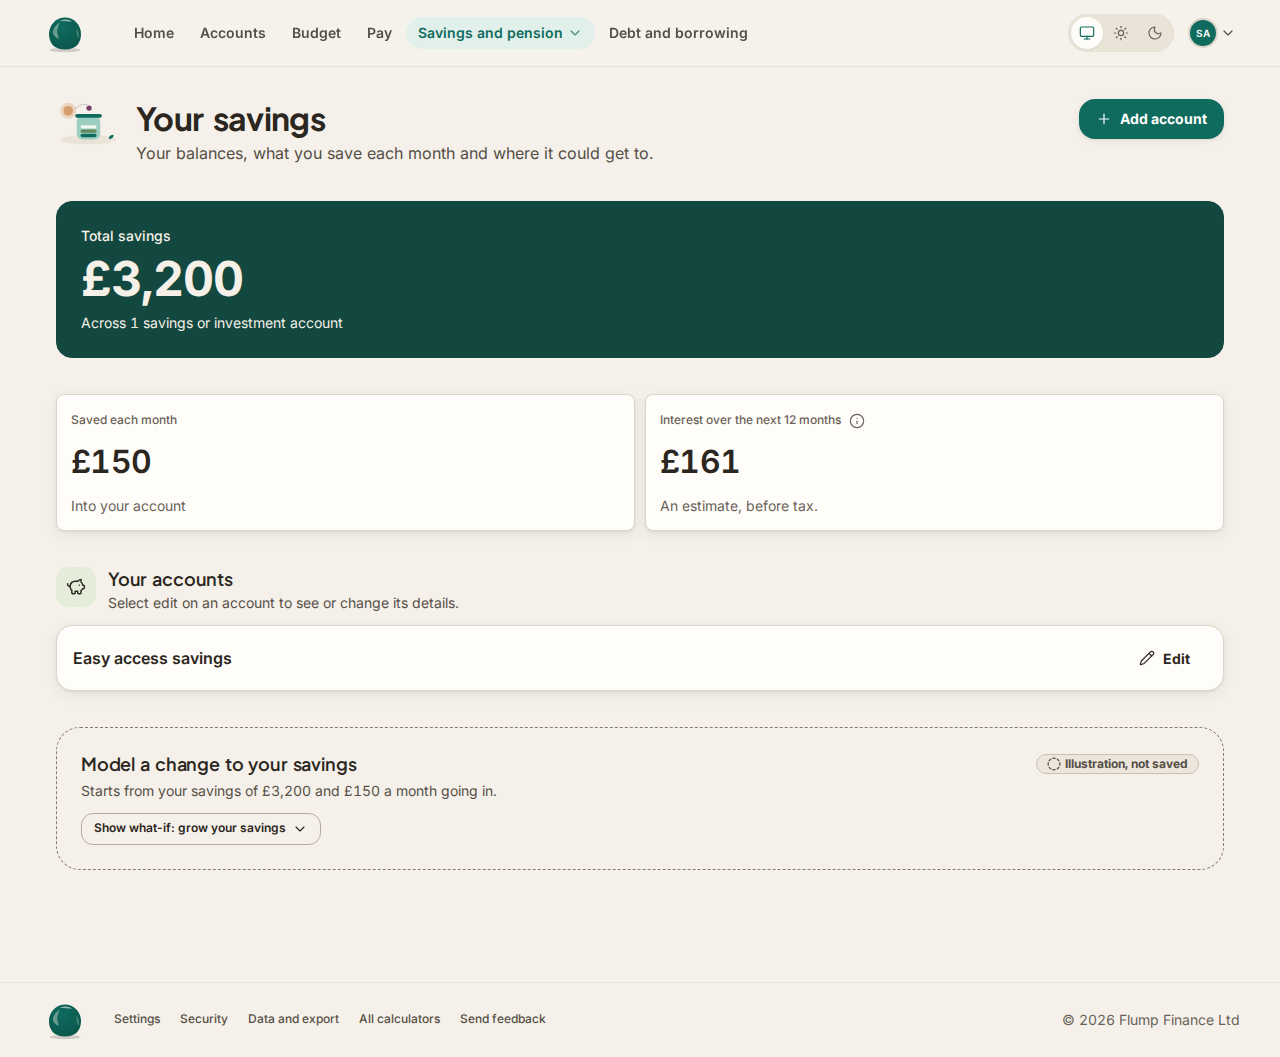 Home
Accounts
Budget
Pay
Savings and pension
Debt and borrowing
SA
Your savings
Your balances, what you save each month and where it could get to.
Add account
Total savings
£3,200
Across 1 savings or investment account
Saved each month
£150
Into your account
Interest over the next 12 months
£161
An estimate, before tax.
Your accounts
Select edit on an account to see or change its details.
Easy access savings
Edit
Model a change to your savings
Illustration, not saved
Starts from your savings of £3,200 and £150 a month going in.
Show what-if: grow your savings
Settings
Security
Data and export
All calculators
Send feedback
© 2026 Flump Finance Ltd